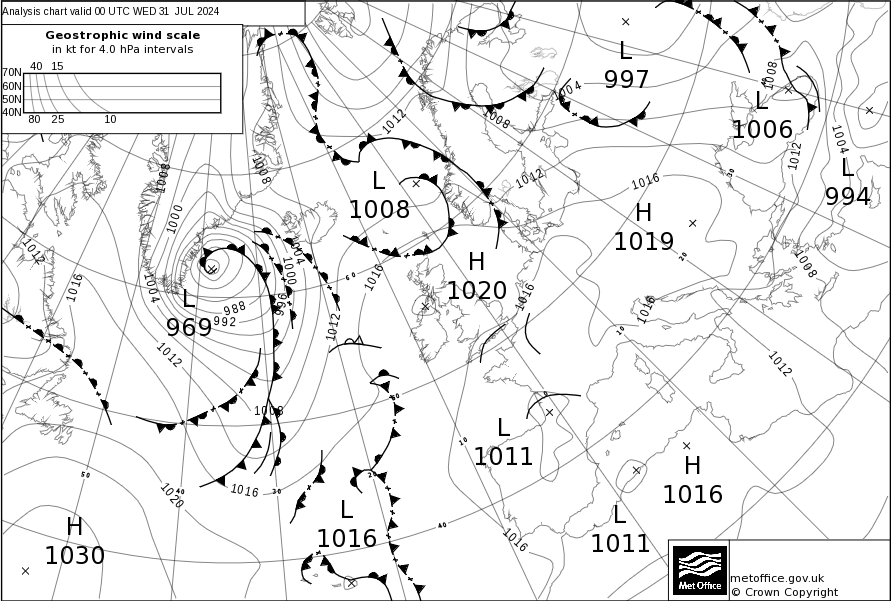 Analysis chart valid 00 UTC WED 31 JUL 2024
Geostrophic wind scale
in kt for 4.0 hPa intervals
40 15
70N
60N
50N
40N
80 25 10
L
997
1008
L
1006
1004
1012
1004
1008
1012
L
994
1008
1008
L
1008
1012
1016
H
1019
30
20
1000
1012
1004
1000
996
H
1020
60
1016
1008
1016
1004
L
969
988
992
1012
1016
1016
10
1012
1012
50
1008
L
1011
10
H
1016
50
1020
40
1016
30
20
L
1016
40
1016
L
1011
H
1030
Met Office
metoffice.gov.uk
© Crown Copyright